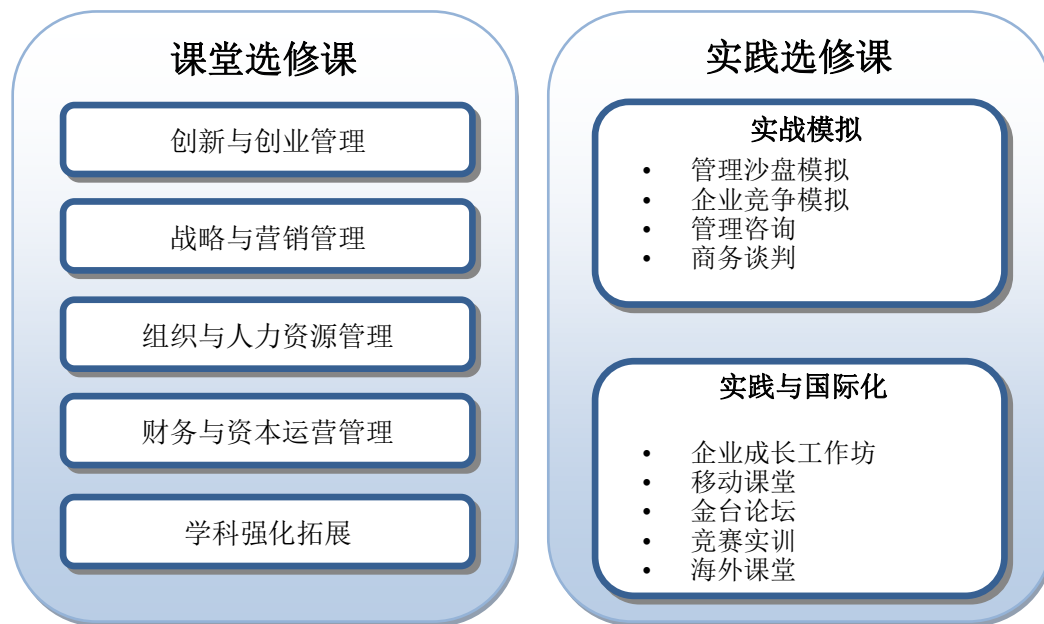 课堂选修课
创新与创业管理
战略与营销管理
组织与人力资源管理
财务与资本运营管理
学科强化拓展
实践选修课
实战模拟
• 管理沙盘模拟
• 企业竞争模拟
• 管理咨询
• 商务谈判
实践与国际化
• 企业成长工作坊
• 移动课堂
• 金台论坛
• 竞赛实训
• 海外课堂